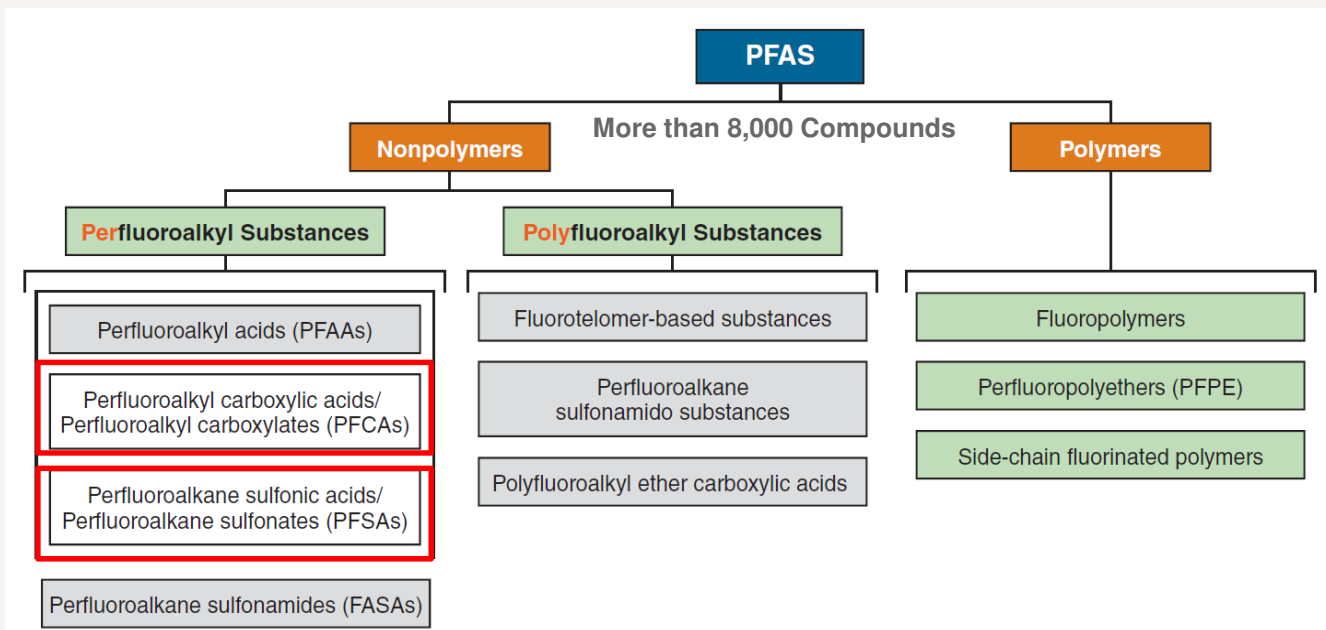 PFAS
More than 8,000 Compounds
Nonpolymers
Polymers
Perfluoroalkyl Substances
Polyfluoroalkyl Substances
Perfluoroalkyl acids (PFAAs)
Perfluoroalkyl carboxylic acids/
Perfluoroalkyl carboxylates (PFCAs)
Perfluoroalkane sulfonic acids/
Perfluoroalkane sulfonates (PFSAs)
Perfluoroalkane sulfonamides (FASAs)
Fluorotelomer-based substances
Perfluoroalkane
sulfonamido substances
Polyfluoroalkyl ether carboxylic acids
Fluoropolymers
Perfluoropolyethers (PFPE)
Side-chain fluorinated polymers